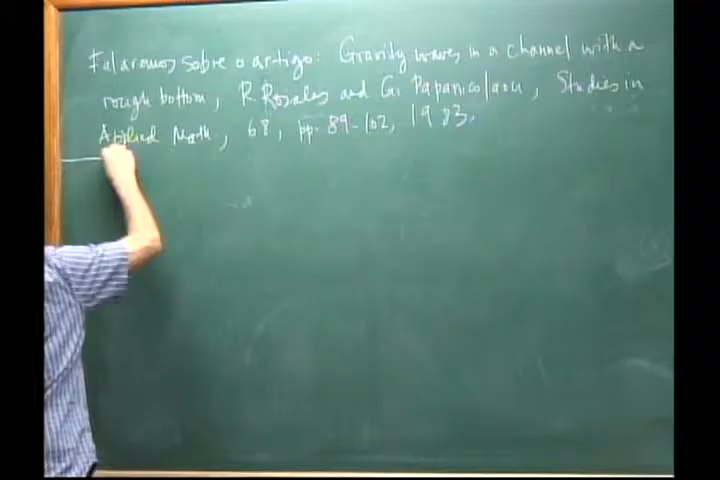 Falaremos sobre o artigo: Gravity waves in a channel with a
rough bottom, R Rosales and G. Papanicolaou, Studies in
Applied Math, 68, pp. 89-102, 1983.